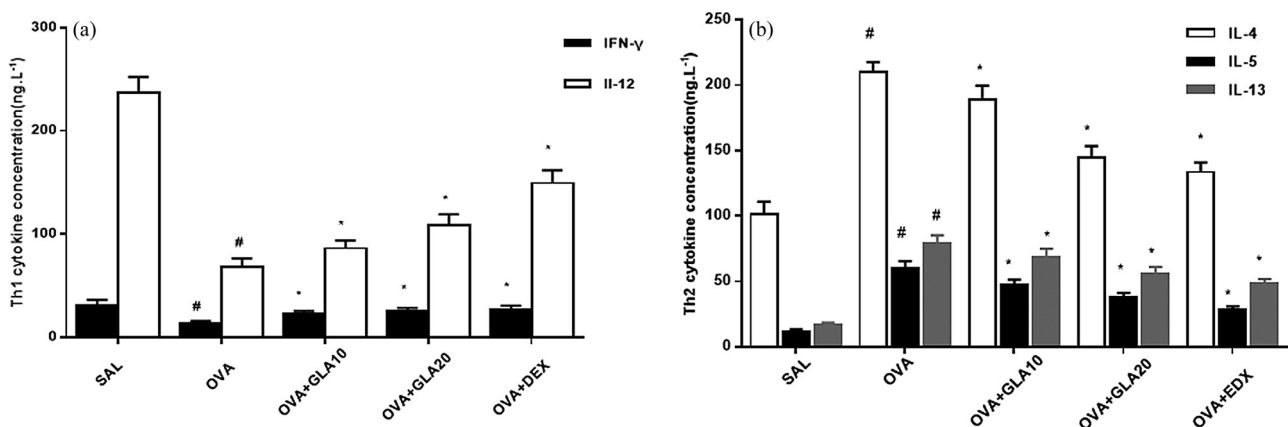 (a)
IFN-γ
Il-12
Th1 cytokine concentration(ng.L⁻¹)
300
200
100
0
#
#
*
*
*
*
*
*
SAL
OVA
OVA+GLA10
OVA+GLA20
OVA+DEX
(b)
IL-4
IL-5
IL-13
Th2 cytokine concentration(ng.L⁻¹)
250
200
150
100
50
0
#
#
#
*
*
*
*
*
*
*
*
*
SAL
OVA
OVA+GLA10
OVA+GLA20
OVA+EDX